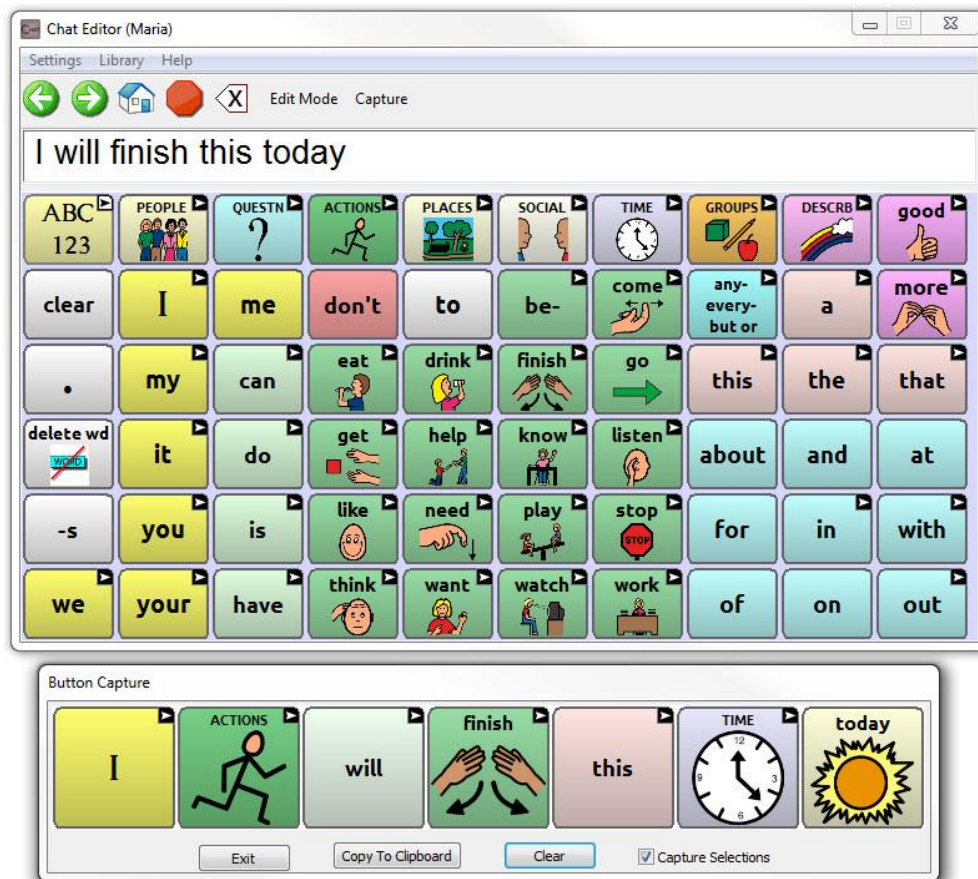 Chat Editor (Maria)
Settings Library Help
X Edit Mode Capture
I will finish this today
ABC 123 PEOPLE QUESTN ? ACTIONS PLACES SOCIAL TIME GROUPS DESCRB good
clear I me don't to be- come any- every- but or a more
. my can eat drink finish go this the that
delete wd WORD it do get help know listen about and at
-s you is like need play stop STOP for in with
we your have think want watch work of on out
Button Capture
I ACTIONS will finish this TIME 12 3 6 9 today
Exit Copy To Clipboard Clear Capture Selections